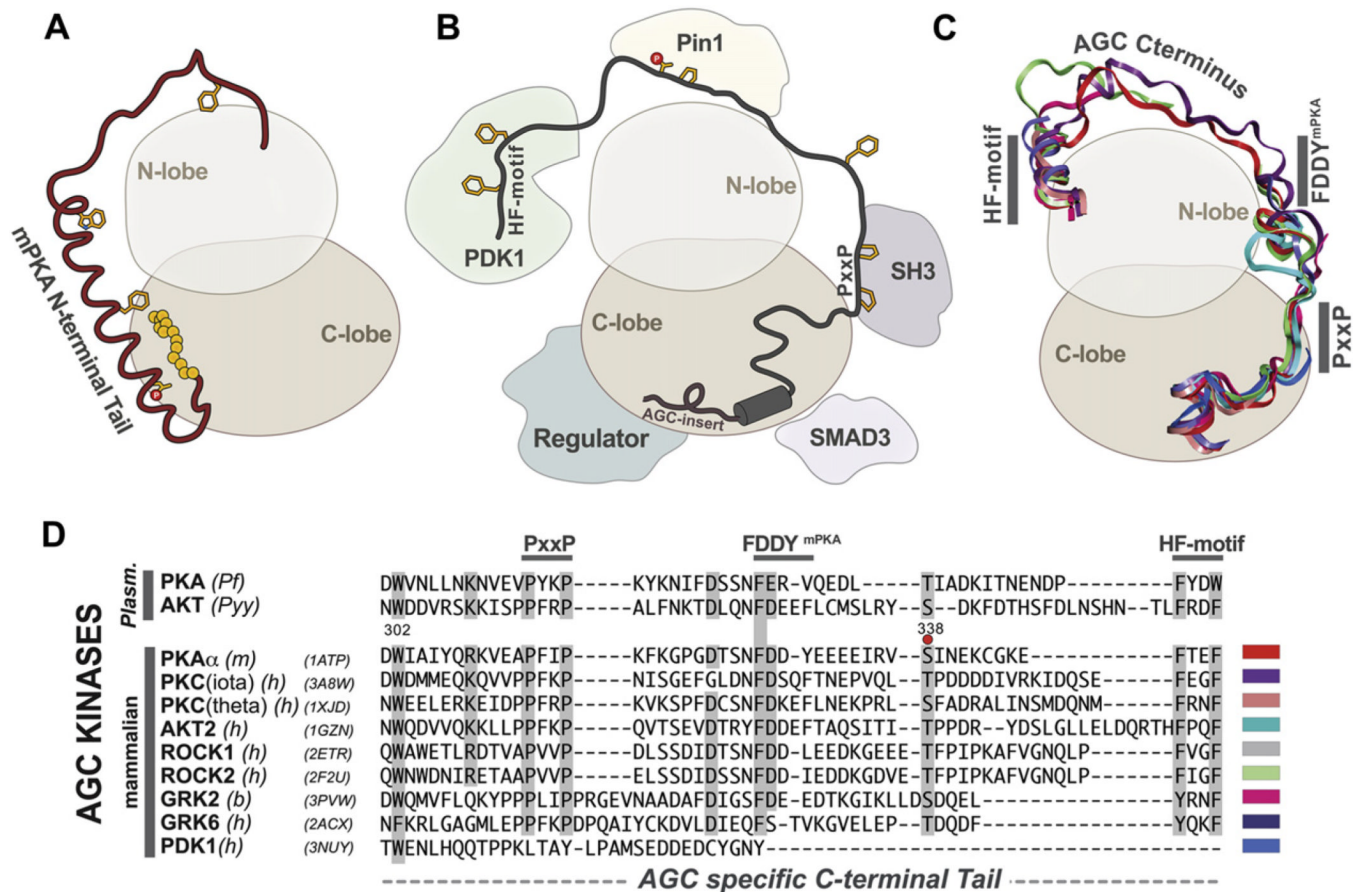 A
N-lobe
C-lobe
mPKA N-terminal Tail
P
B
Pin1
P
HF-motif
PDK1
N-lobe
PxxP
SH3
C-lobe
AGC-insert
Regulator
SMAD3
C
AGC Cterminus
HF-motif
FDDY mPKA
N-lobe
PxxP
C-lobe
D
PxxP FDDY mPKA HF-motif
AGC KINASES
Plasm.
PKA (Pf) DWVNLLNKNVEVPYKP-----KYKNIFDSSNFER-VQEDL-----TIADKITNENDP----------FYDW
AKT (Pyy) NWDDVRSKKISPPFRP-----ALFNKTDLQNFDEEFLCMSLRY--S-DKFDTHSFDLNSHN--TLFRDF
302 338
mammalian
PKAα (m) (1ATP) DWIAIYQRKVEAPFIP-----KFKGPGDTSNFDD-YEEEEIRV--SINEKCGKE-------------FTEF
PKC(iota) (h) (3A8W) DWDMMEQKQVVPPFKP-----NISGEFGLDNFDSQFTNEPVQL--TPDDDDIVRKIDQSE-------FEGF
PKC(theta) (h) (1XJD) NWEELERKEIDPPFRP-----KVKSPFDCSNFDKEFLNEKPRL--SFADRALINSMDQNM-------FRNF
AKT2 (h) (1GZN) NWQDVVQKKLLPPFKP-----QVTSEVDTRYFDDEFTAQSITI--TPPDR--YDSLGLLELDQRTHFPQF
ROCK1 (h) (2ETR) QWAWETLRDTVAPVVP-----DLSSDIDTSNFDD-LEEDKGEEE--TFPIPKAFVGNQLP-------FVGF
ROCK2 (h) (2F2U) QWNWDNIRETAAPVVP-----ELSSDIDSSNFDD-IEDDKGDVE--TFPIPKAFVGNQLP-------FIGF
GRK2 (b) (3PVW) DWQMVFLQKYPPPLIPPRGEVNAADAFDIGSFDE-EDTKGIKLLDSDQEL----------------YRNF
GRK6 (h) (2ACX) NFKRLGAGMLEPPFKPDPQAIYCKDVLDIEQFS-TVKGVELEP--TDQDF----------------YQKF
PDK1(h) (3NUY) TWENLHQQTPPKLTAY-LPAMSEDDEDCYGNY--------------------------------------
AGC specific C-terminal Tail